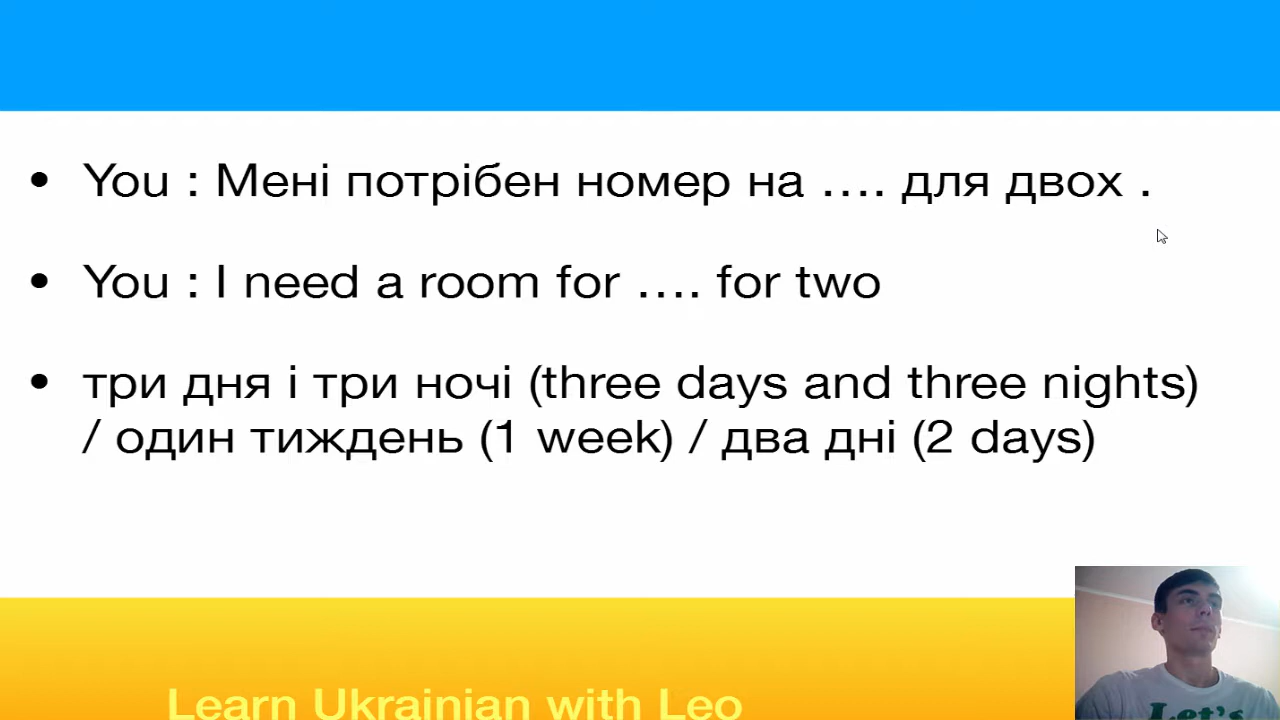 • You : Мені потрібен номер на …. для двох .
• You : I need a room for …. for two
• три дня і три ночі (three days and three nights)
/ один тиждень (1 week) / два дні (2 days)
Learn Ukrainian with Leo
Let's